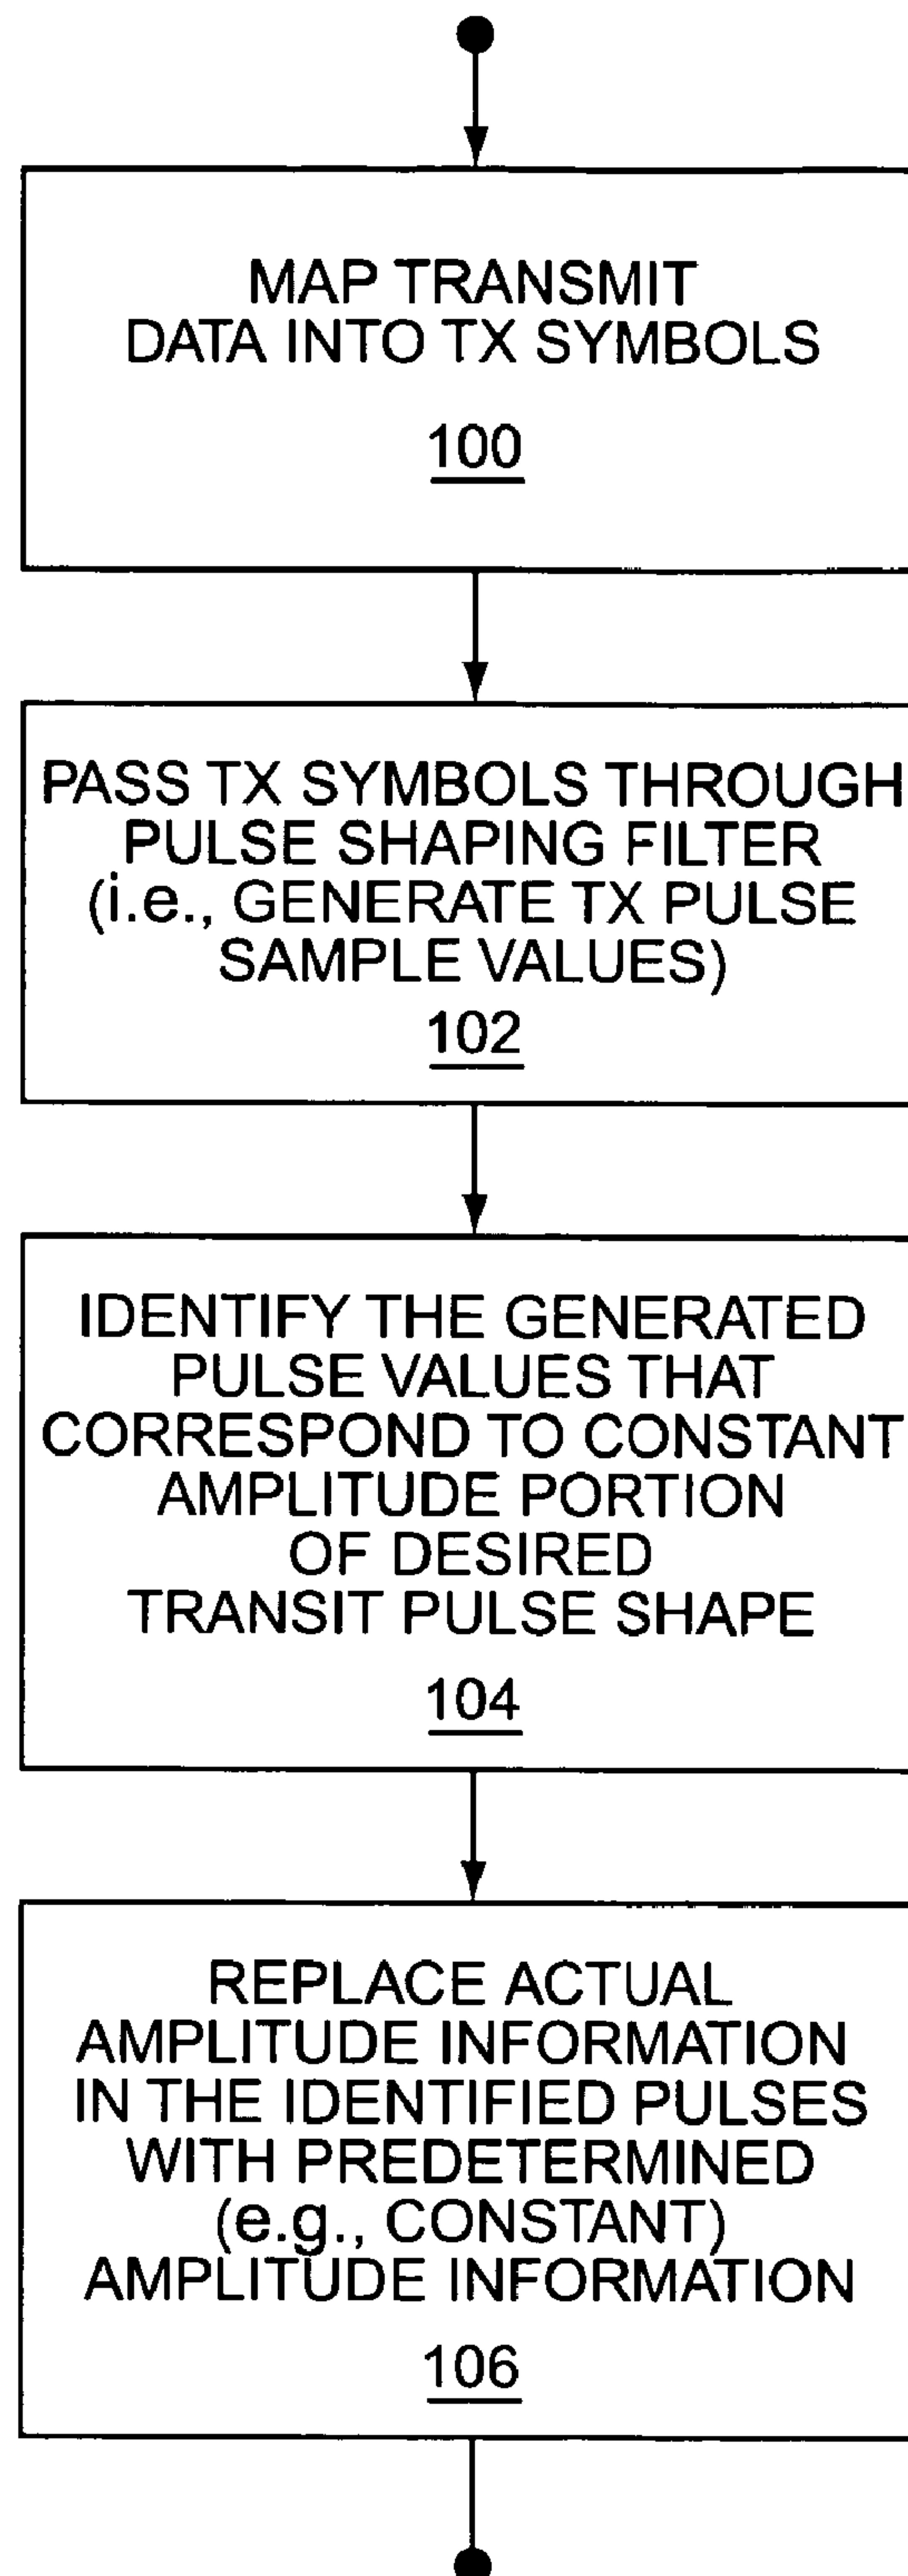 MAP TRANSMIT
DATA INTO TX SYMBOLS
100
PASS TX SYMBOLS THROUGH
PULSE SHAPING FILTER
(i.e., GENERATE TX PULSE
SAMPLE VALUES)
102
IDENTIFY THE GENERATED
PULSE VALUES THAT
CORRESPOND TO CONSTANT
AMPLITUDE PORTION
OF DESIRED
TRANSIT PULSE SHAPE
104
REPLACE ACTUAL
AMPLITUDE INFORMATION
IN THE IDENTIFIED PULSES
WITH PREDETERMINED
(e.g., CONSTANT)
AMPLITUDE INFORMATION
106